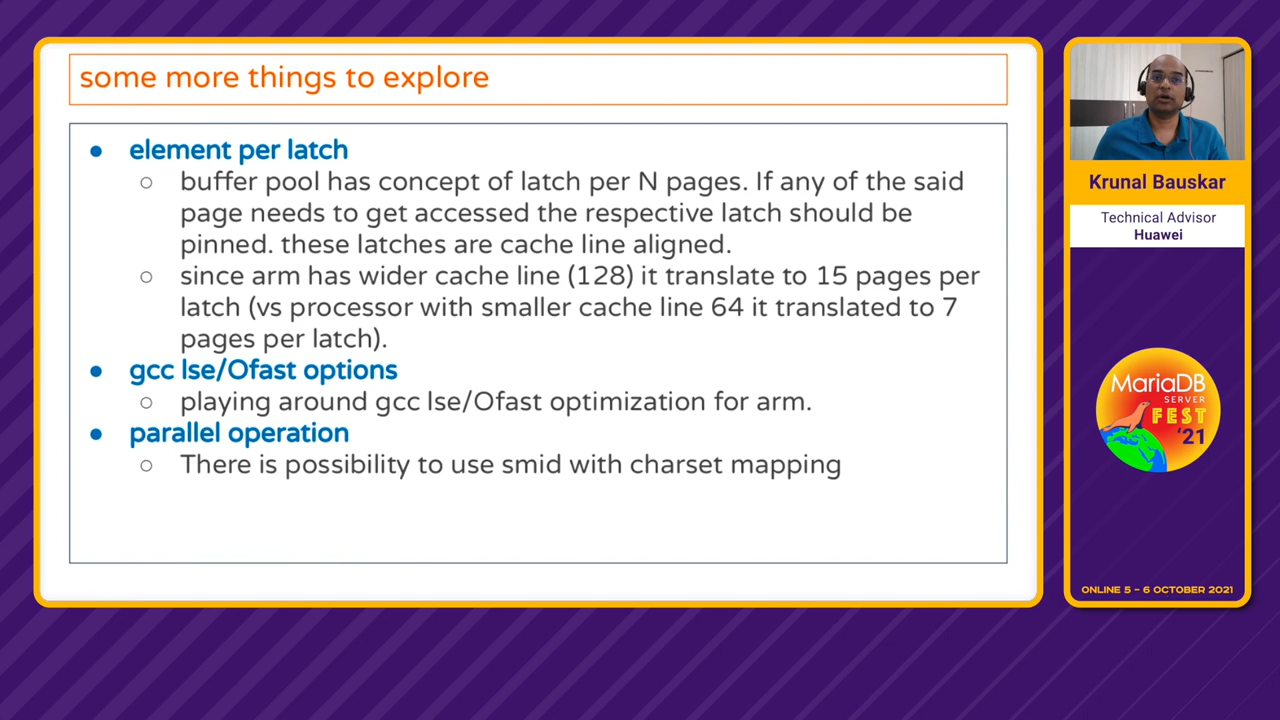 some more things to explore
● element per latch
○ buffer pool has concept of latch per N pages. If any of the said
page needs to get accessed the respective latch should be
pinned. these latches are cache line aligned.
○ since arm has wider cache line (128) it translate to 15 pages per
latch (vs processor with smaller cache line 64 it translated to 7
pages per latch).
● gcc lse/Ofast options
○ playing around gcc lse/Ofast optimization for arm.
● parallel operation
○ There is possibility to use smid with charset mapping
Krunal Bauskar
Technical Advisor
Huawei
MariaDB
SERVER
FEST
'21
ONLINE 5 – 6 OCTOBER 2021